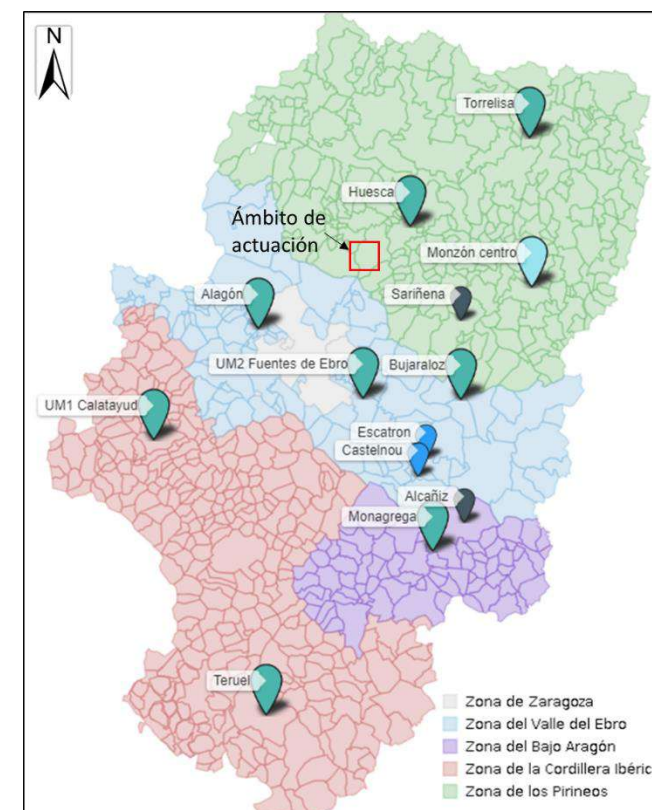 N
Torrelisa
Huesca
Ámbito de
actuación
Monzón centro
Alagón
Sariñena
UM2 Fuentes de Ebro
Bujaraloz
UM1 Calatayud
Escatron
Castelnou
Alcañiz
Monagrega
Teruel
Zona de Zaragoza
Zona del Valle del Ebro
Zona del Bajo Aragón
Zona de la Cordillera Ibéric
Zona de los Pirineos